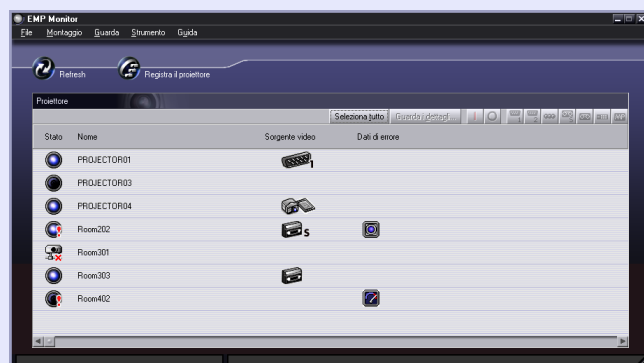 EMP Monitor
File Montaggio Guarda Strumento Guida
Refresh Registra il proiettore
Proiettore
Seleziona tutto Guarda i dettagli...
Stato Nome Sorgente video Dati di errore
PROJECTOR01 1
PROJECTOR03
PROJECTOR04
Room202 S
Room301
Room303
Room402